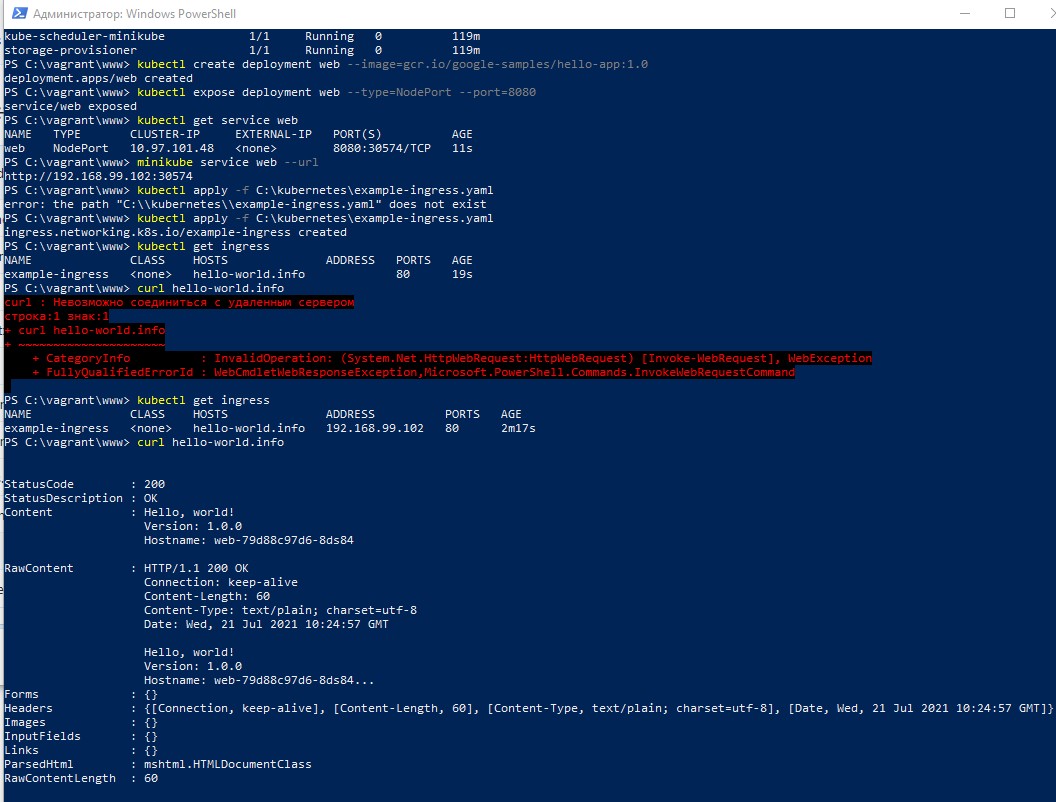 Администратор: Windows PowerShell
kube-scheduler-minikube 1/1 Running 0 119m
storage-provisioner 1/1 Running 0 119m
PS C:\vagrant\www> kubectl create deployment web --image=gcr.io/google-samples/hello-app:1.0
deployment.apps/web created
PS C:\vagrant\www> kubectl expose deployment web --type=NodePort --port=8080
service/web exposed
PS C:\vagrant\www> kubectl get service web
NAME TYPE CLUSTER-IP EXTERNAL-IP PORT(S) AGE
web NodePort 10.97.101.48 <none> 8080:30574/TCP 11s
PS C:\vagrant\www> minikube service web --url
http://192.168.99.102:30574
PS C:\vagrant\www> kubectl apply -f C:\kubernetes\example-ingress.yaml
error: the path "C:\\kubernetes\\example-ingress.yaml" does not exist
PS C:\vagrant\www> kubectl apply -f C:\kubernetes\example-ingress.yaml
ingress.networking.k8s.io/example-ingress created
PS C:\vagrant\www> kubectl get ingress
NAME CLASS HOSTS ADDRESS PORTS AGE
example-ingress <none> hello-world.info 80 19s
PS C:\vagrant\www> curl hello-world.info
curl : Невозможно соединиться с удаленным сервером
строка:1 знак:1
+ curl hello-world.info
+ ~~~~~~~~~~~~~~~~~~~~~
+ CategoryInfo : InvalidOperation: (System.Net.HttpWebRequest:HttpWebRequest) [Invoke-WebRequest], WebException
+ FullyQualifiedErrorId : WebCmdletWebResponseException,Microsoft.PowerShell.Commands.InvokeWebRequestCommand
PS C:\vagrant\www> kubectl get ingress
NAME CLASS HOSTS ADDRESS PORTS AGE
example-ingress <none> hello-world.info 192.168.99.102 80 2m17s
PS C:\vagrant\www> curl hello-world.info
StatusCode : 200
StatusDescription : OK
Content : Hello, world!
Version: 1.0.0
Hostname: web-79d88c97d6-8ds84
RawContent : HTTP/1.1 200 OK
Connection: keep-alive
Content-Length: 60
Content-Type: text/plain; charset=utf-8
Date: Wed, 21 Jul 2021 10:24:57 GMT
Hello, world!
Version: 1.0.0
Hostname: web-79d88c97d6-8ds84...
Forms : {}
Headers : {[Connection, keep-alive], [Content-Length, 60], [Content-Type, text/plain; charset=utf-8], [Date, Wed, 21 Jul 2021 10:24:57 GMT]}
Images : {}
InputFields : {}
Links : {}
ParsedHtml : mshtml.HTMLDocumentClass
RawContentLength : 60